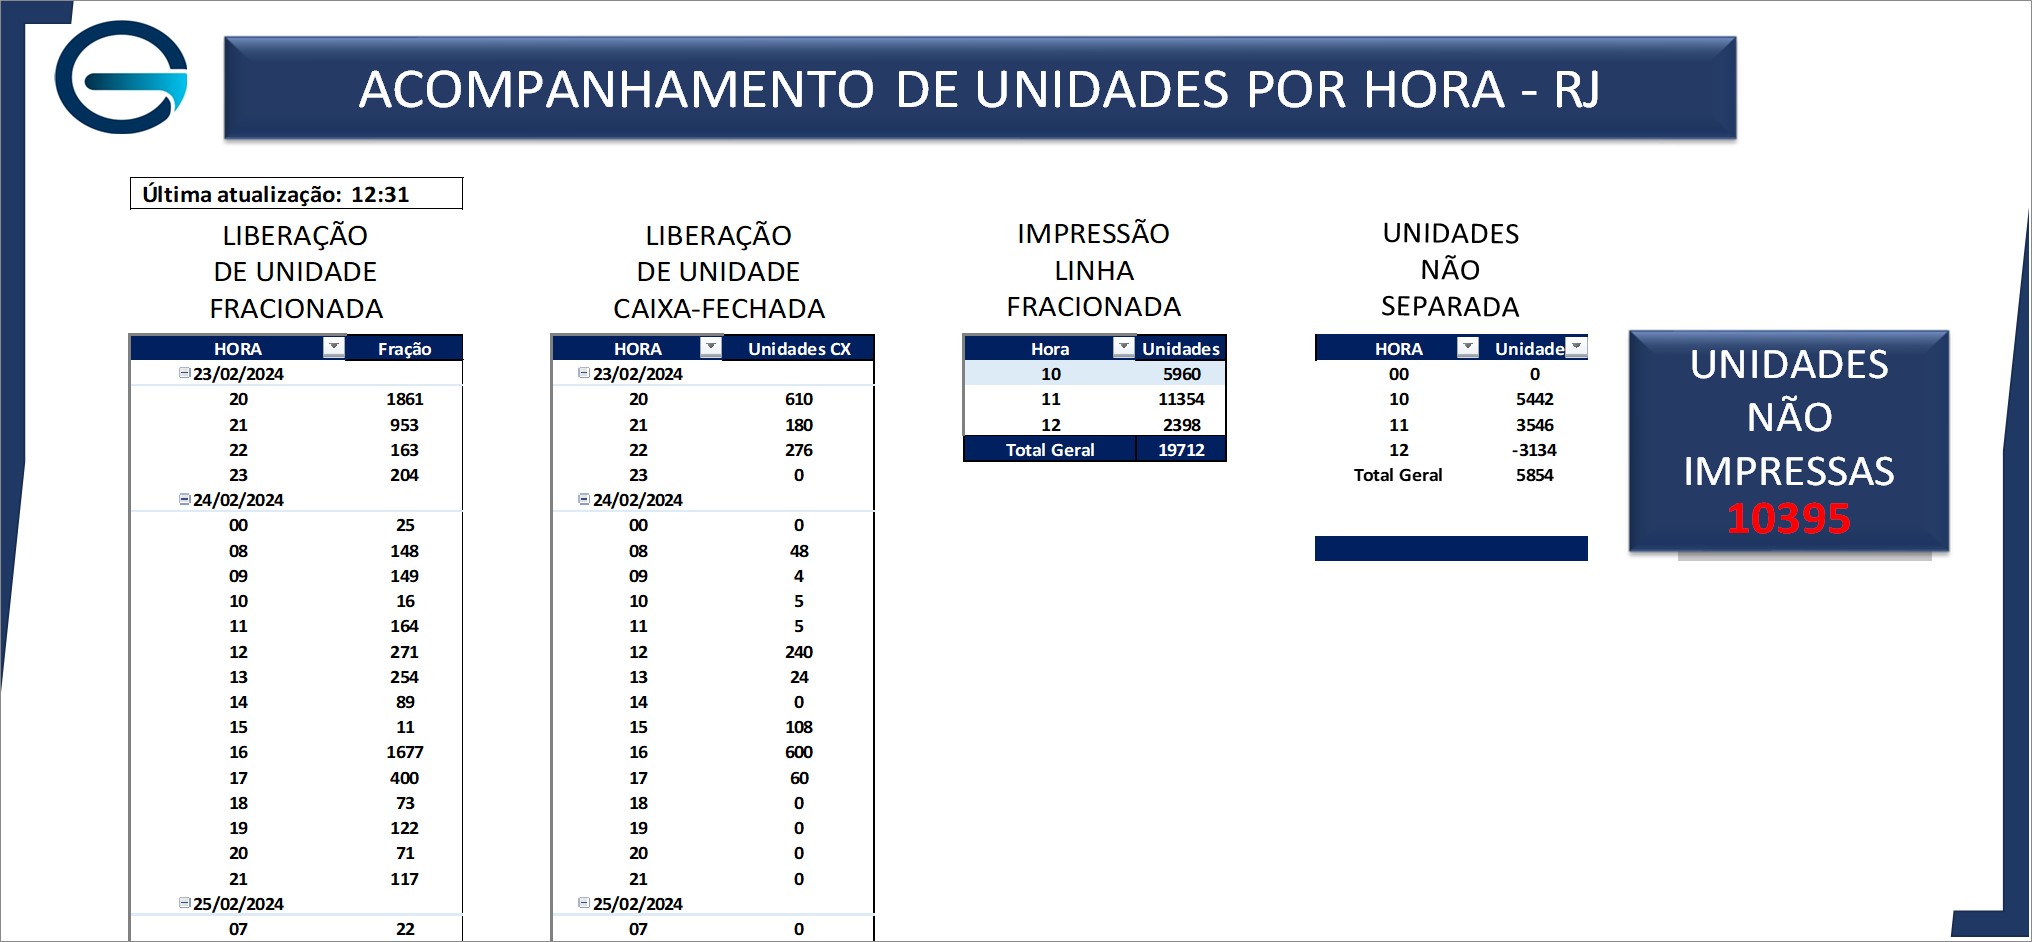 ACOMPANHAMENTO DE UNIDADES POR HORA - RJ
Última atualização: 12:31
LIBERAÇÃO
DE UNIDADE
FRACIONADA
HORA Fração
23/02/2024
20 1861
21 953
22 163
23 204
24/02/2024
00 25
08 148
09 149
10 16
11 164
12 271
13 254
14 89
15 11
16 1677
17 400
18 73
19 122
20 71
21 117
25/02/2024
07 22
LIBERAÇÃO
DE UNIDADE
CAIXA-FECHADA
HORA Unidades CX
23/02/2024
20 610
21 180
22 276
23 0
24/02/2024
00 0
08 48
09 4
10 5
11 5
12 240
13 24
14 0
15 108
16 600
17 60
18 0
19 0
20 0
21 0
25/02/2024
07 0
IMPRESSÃO
LINHA
FRACIONADA
Hora Unidades
10 5960
11 11354
12 2398
Total Geral 19712
UNIDADES
NÃO
SEPARADA
HORA Unidade
00 0
10 5442
11 3546
12 -3134
Total Geral 5854
UNIDADES
NÃO
IMPRESSAS
10395